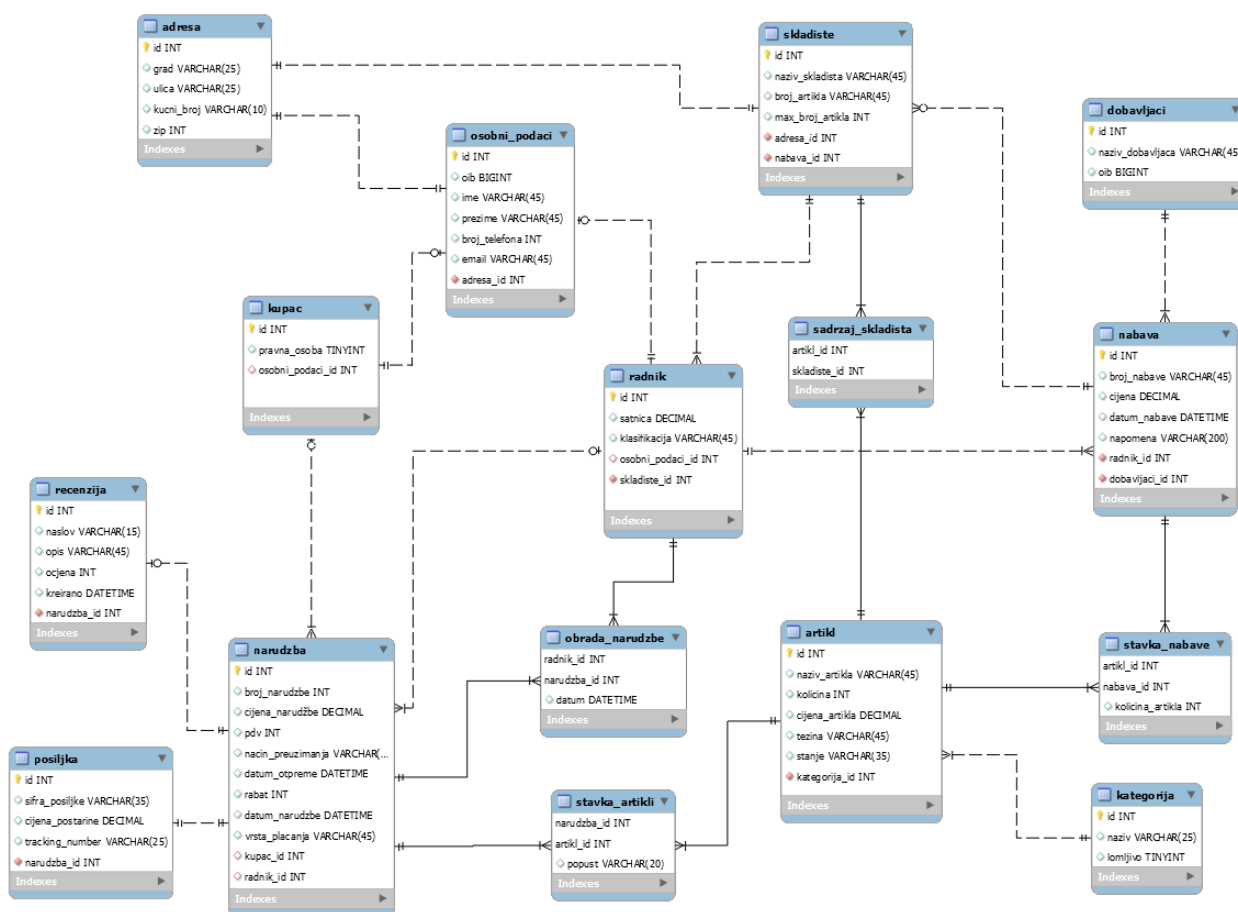 adresa
id INT
grad VARCHAR(25)
ulica VARCHAR(25)
kucni_broj VARCHAR(10)
zip INT
Indexes
skladiste
id INT
naziv_skladista VARCHAR(45)
broj_artikla VARCHAR(45)
max_broj_artikla INT
adresa_id INT
nabava_id INT
Indexes
dobavljaci
id INT
naziv_dobavljaca VARCHAR(45
oib BIGINT
Indexes
osobni_podaci
id INT
oib BIGINT
ime VARCHAR(45)
prezime VARCHAR(45)
broj_telefona INT
email VARCHAR(45)
adresa_id INT
Indexes
kupac
id INT
pravna_osoba TINYINT
osobni_podaci_id INT
Indexes
sadrzaj_skladista
artikl_id INT
skladiste_id INT
Indexes
nabava
id INT
broj_nabave VARCHAR(45)
cijena DECIMAL
datum_nabave DATETIME
napomena VARCHAR(200)
radnik_id INT
dobavljaci_id INT
Indexes
radnik
id INT
satnica DECIMAL
klasifikacija VARCHAR(45)
osobni_podaci_id INT
skladiste_id INT
Indexes
recenzija
id INT
naslov VARCHAR(15)
opis VARCHAR(45)
ocjena INT
kreirano DATETIME
narudzba_id INT
Indexes
narudzba
id INT
broj_narudzbe INT
cijena_narudžbe DECIMAL
pdv INT
nacin_preuzimanja VARCHAR(...
datum_otpreme DATETIME
rabat INT
datum_narudzbe DATETIME
vrsta_placanja VARCHAR(45)
kupac_id INT
radnik_id INT
Indexes
obrada_narudzbe
radnik_id INT
narudzba_id INT
datum DATETIME
Indexes
artikl
id INT
naziv_artikla VARCHAR(45)
kolicina INT
cijena_artikla DECIMAL
tezina VARCHAR(45)
stanje VARCHAR(35)
kategorija_id INT
Indexes
stavka_nabave
artikl_id INT
nabava_id INT
kolicina_artikla INT
Indexes
posiljka
id INT
sifra_posiljke VARCHAR(35)
cijena_postarine DECIMAL
tracking_number VARCHAR(25)
narudzba_id INT
Indexes
stavka_artikli
narudzba_id INT
artikl_id INT
popust VARCHAR(20)
Indexes
kategorija
id INT
naziv VARCHAR(25)
lomljivo TINYINT
Indexes